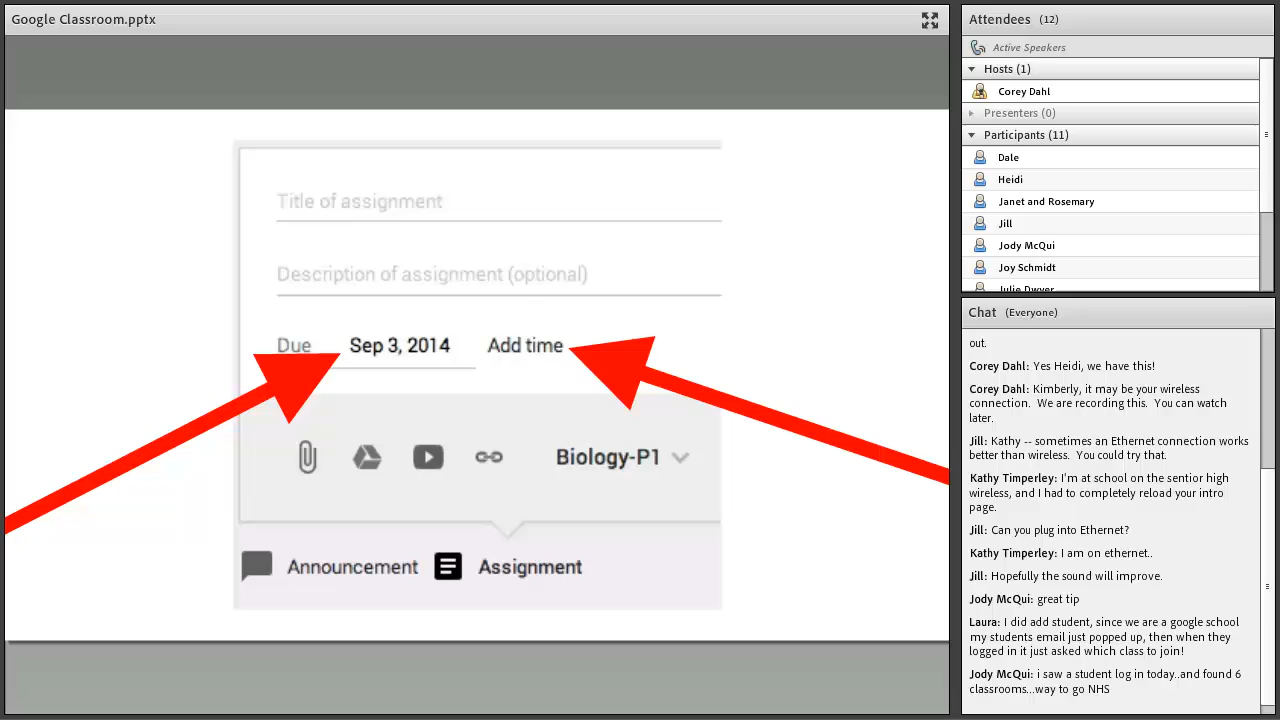 Google Classroom.pptx
Title of assignment
Description of assignment (optional)
Due Sep 3, 2014 Add time
Biology-P1
Announcement Assignment
Attendees (12)
Active Speakers
Hosts (1)
Corey Dahl
Presenters (0)
Participants (11)
Dale
Heidi
Janet and Rosemary
Jill
Jody McQui
Joy Schmidt
Julie Dwyer
Chat (Everyone)
out.
Corey Dahl: Yes Heidi, we have this!
Corey Dahl: Kimberly, it may be your wireless
connection. We are recording this. You can watch
later.
Jill: Kathy -- sometimes an Ethernet connection works
better than wireless. You could try that.
Kathy Timperley: I'm at school on the sentior high
wireless, and I had to completely reload your intro
page.
Jill: Can you plug into Ethernet?
Kathy Timperley: I am on ethernet..
Jill: Hopefully the sound will improve.
Jody McQui: great tip
Laura: I did add student, since we are a google school
my students email just popped up, then when they
logged in it just asked which class to join!
Jody McQui: i saw a student log in today..and found 6
classrooms...way to go NHS